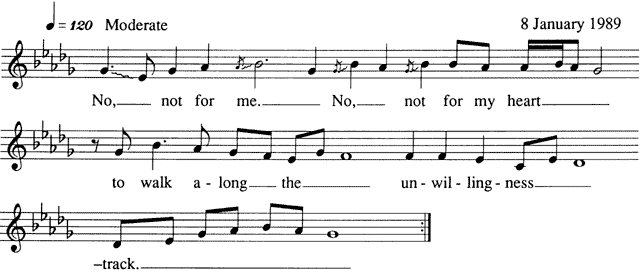 = 120 Moderate 8 January 1989
No, not for me. No, not for my heart
to walk a-long the un-wil-ling-ness
–track.